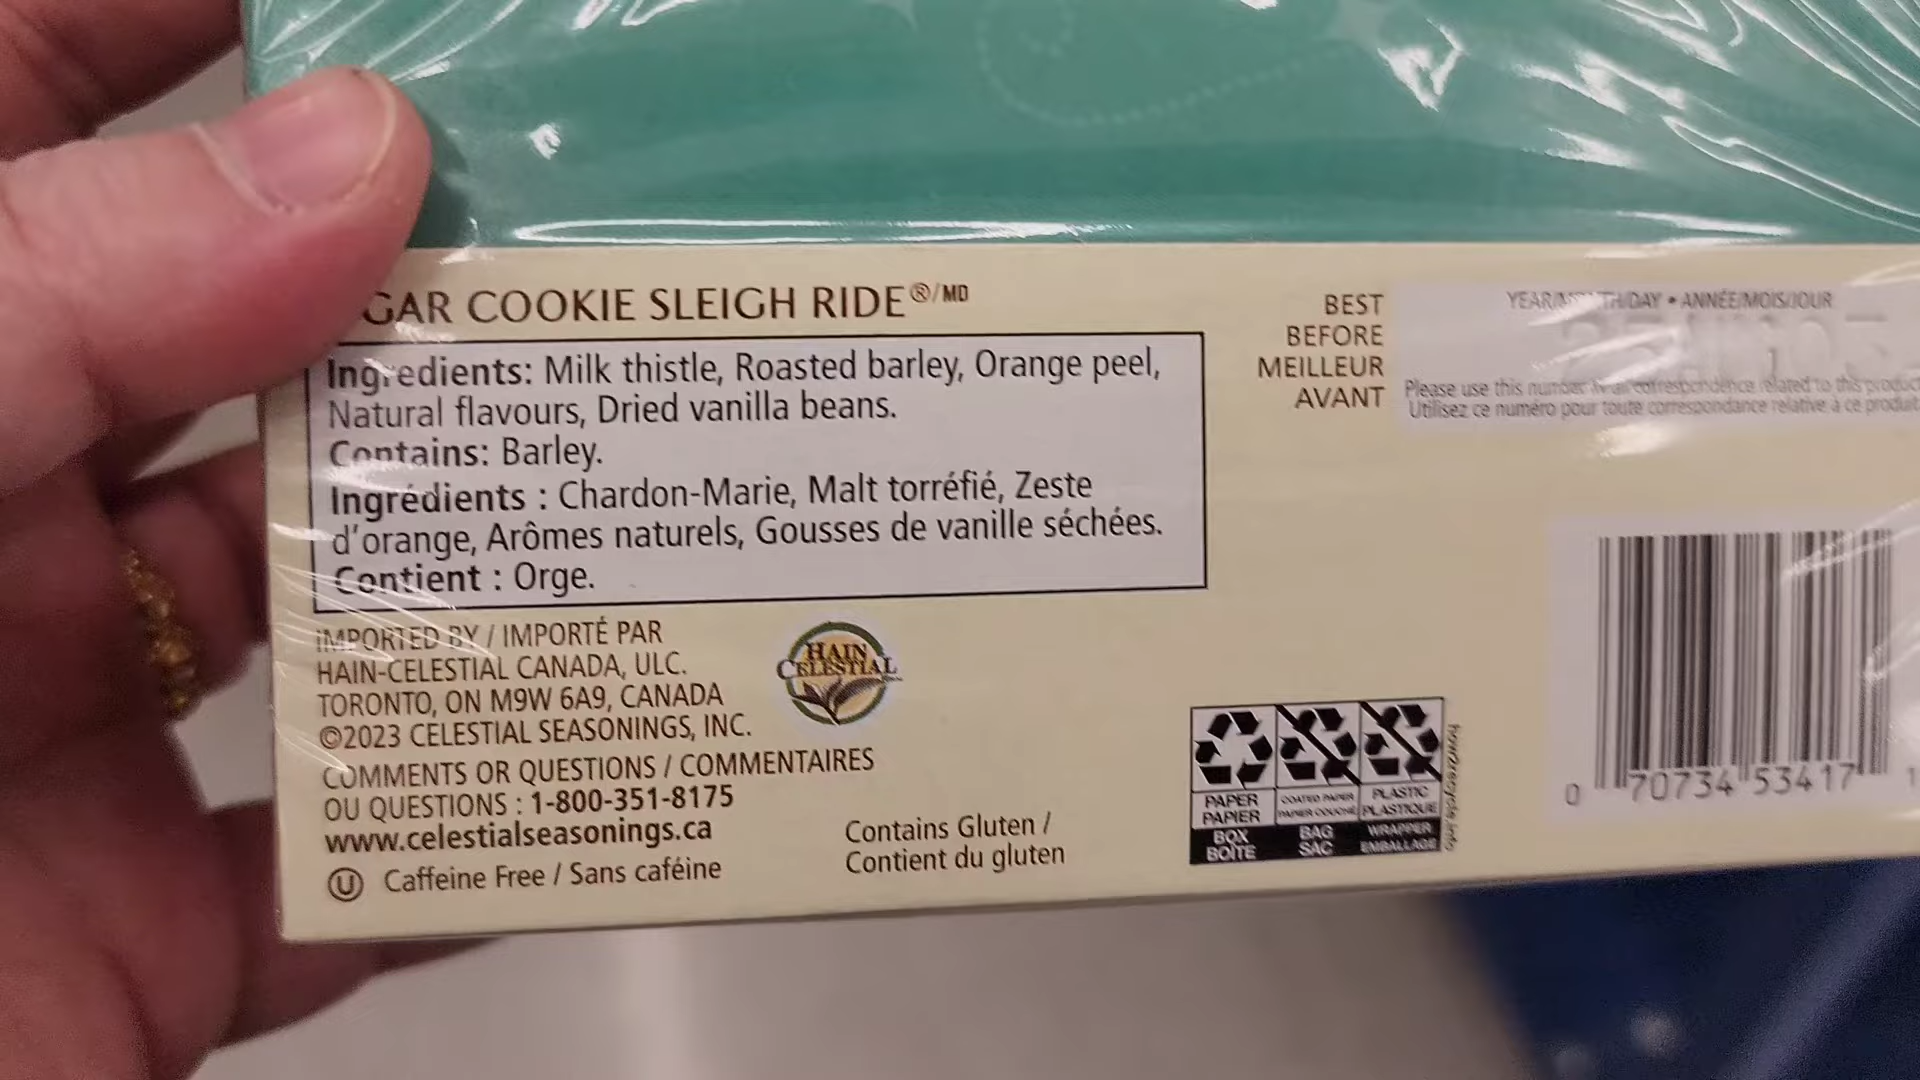 GAR COOKIE SLEIGH RIDE®/MD
Ingredients: Milk thistle, Roasted barley, Orange peel,
Natural flavours, Dried vanilla beans.
Contains: Barley.
Ingrédients : Chardon-Marie, Malt torréfié, Zeste
d'orange, Arômes naturels, Gousses de vanille séchées.
Contient : Orge.
IMPORTED BY / IMPORTÉ PAR
HAIN-CELESTIAL CANADA, ULC.
TORONTO, ON M9W 6A9, CANADA
©2023 CELESTIAL SEASONINGS, INC.
HAIN
CELESTIAL
COMMENTS OR QUESTIONS / COMMENTAIRES
OU QUESTIONS : 1-800-351-8175
www.celestialseasonings.ca
U Caffeine Free / Sans caféine
Contains Gluten /
Contient du gluten
BEST
BEFORE
MEILLEUR
AVANT
YEAR/MONTH/DAY • ANNÉE/MOIS/JOUR
Please use this number correspondence related to this product
Utilisez ce numéro pour toute correspondance relative à ce produit
PAPER
PAPIER
BOX
BOÎTE
COATED PAPER
PAPIER COUCHÉ
BAG
SAC
PLASTIC
PLASTIQUE
WRAPPER
EMBALLAGE
how2recycle.info
0 70734 53417 1